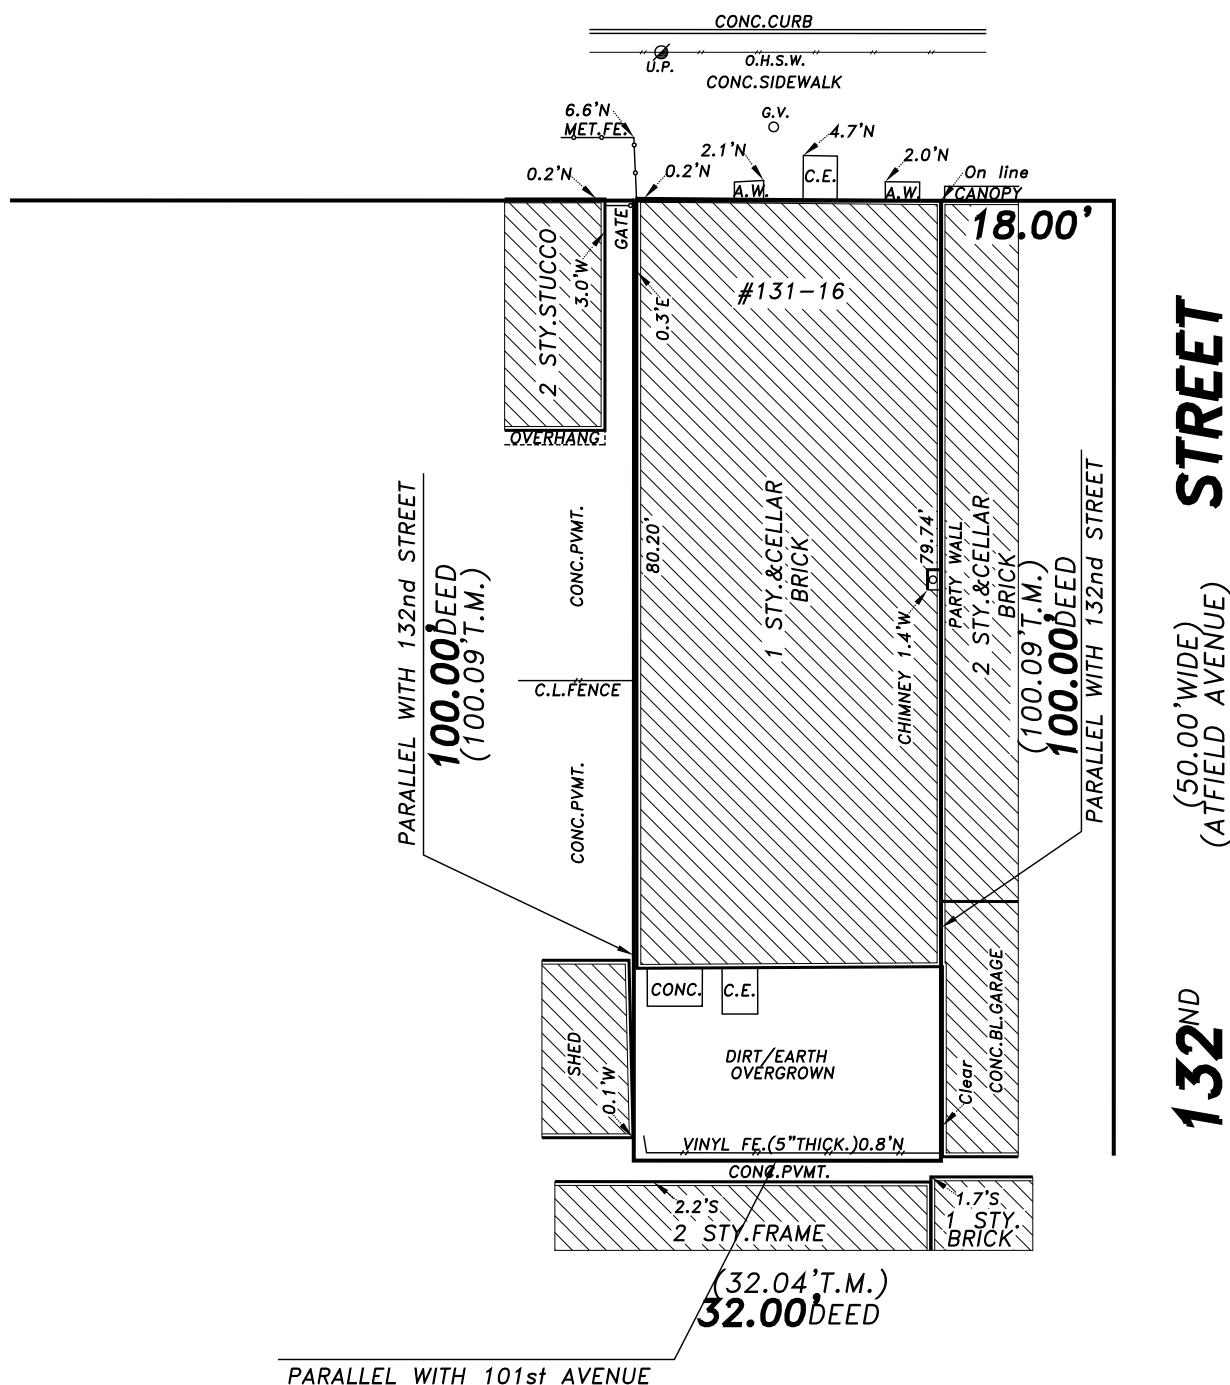 CONC.CURB
U.P.
O.H.S.W.
CONC.SIDEWALK
6.6'N
MET.FE.
G.V.
4.7'N
2.1'N
2.0'N
0.2'N
0.2'N
C.E.
A.W.
A.W.
On line
CANOPY
18.00'
GATE
2 STY.STUCCO
3.0'W
0.3'E
#131-16
OVERHANG
STREET
PARALLEL WITH 132nd STREET
100.00'DEED
(100.09'T.M.)
CONC.PVMT.
80.20'
1 STY.&CELLAR
BRICK
79.74'
PARTY WALL
2 STY.&CELLAR
BRICK
(100.09'T.M.)
100.00'DEED
PARALLEL WITH 132nd STREET
(50.00'WIDE)
(ATFIELD AVENUE)
CHIMNEY 1.4'W
C.L.FENCE
CONC.PVMT.
CONC.
C.E.
CONC.BL.GARAGE
132ND
SHED
0.1'W
DIRT/EARTH
OVERGROWN
Clear
VINYL FE.(5"THICK.)0.8'N
CONC.PVMT.
2.2'S
2 STY.FRAME
1.7'S
1 STY.
BRICK
(32.04'T.M.)
32.00'DEED
PARALLEL WITH 101st AVENUE